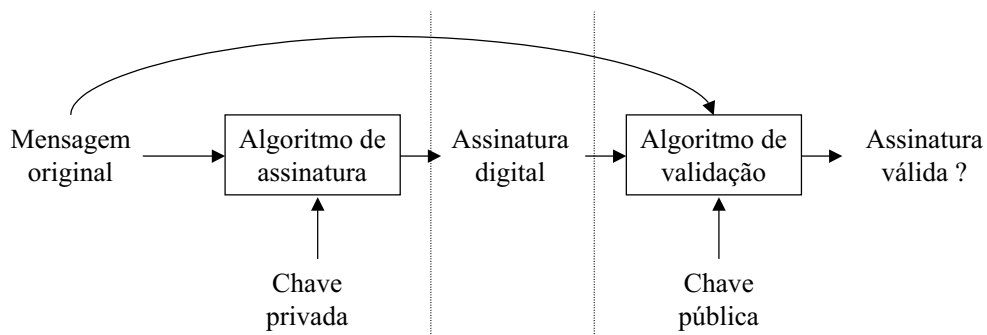 Mensagem
original
Algoritmo de
assinatura
Assinatura
digital
Algoritmo de
validação
Assinatura
válida ?
Chave
privada
Chave
pública